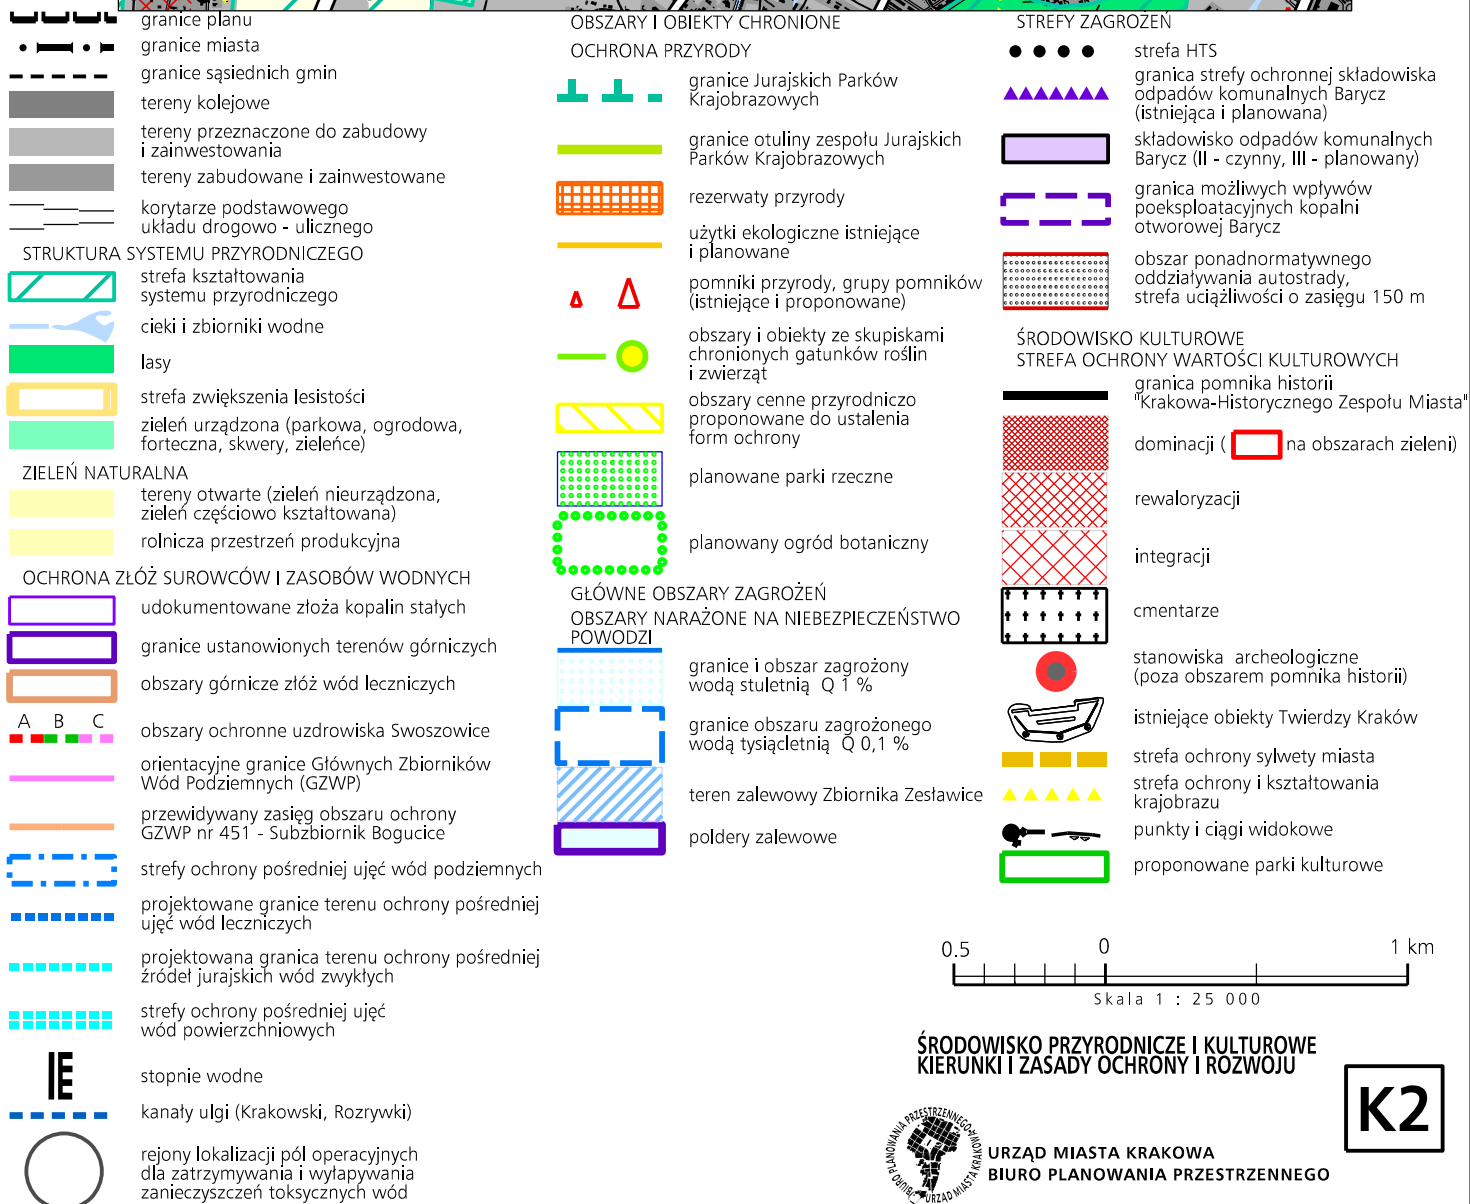 granice planu
granice miasta
granice sąsiednich gmin
tereny kolejowe
tereny przeznaczone do zabudowy
i zainwestowania
tereny zabudowane i zainwestowane
korytarze podstawowego
układu drogowo - ulicznego
STRUKTURA SYSTEMU PRZYRODNICZEGO
strefa kształtowania
systemu przyrodniczego
cieki i zbiorniki wodne
lasy
strefa zwiększenia lesistości
zieleń urządzona (parkowa, ogrodowa,
forteczna, skwery, zieleńce)
ZIELEŃ NATURALNA
tereny otwarte (zieleń nieurządzona,
zieleń częściowo kształtowana)
rolnicza przestrzeń produkcyjna
OCHRONA ZŁÓŻ SUROWCÓW I ZASOBÓW WODNYCH
udokumentowane złoża kopalin stałych
granice ustanowionych terenów górniczych
obszary górnicze złóż wód leczniczych
A B C
obszary ochronne uzdrowiska Swoszowice
orientacyjne granice Głównych Zbiorników
Wód Podziemnych (GZWP)
przewidywany zasięg obszaru ochrony
GZWP nr 451 - Subzbiornik Bogucice
strefy ochrony pośredniej ujęć wód podziemnych
projektowane granice terenu ochrony pośredniej
ujęć wód leczniczych
projektowana granica terenu ochrony pośredniej
źródeł jurajskich wód zwykłych
strefy ochrony pośredniej ujęć
wód powierzchniowych
stopnie wodne
kanały ulgi (Krakowski, Rozrywki)
rejony lokalizacji pól operacyjnych
dla zatrzymywania i wyłapywania
zanieczyszczeń toksycznych wód
OBSZARY I OBIEKTY CHRONIONE
OCHRONA PRZYRODY
granice Jurajskich Parków
Krajobrazowych
granice otuliny zespołu Jurajskich
Parków Krajobrazowych
rezerwaty przyrody
użytki ekologiczne istniejące
i planowane
pomniki przyrody, grupy pomników
(istniejące i proponowane)
obszary i obiekty ze skupiskami
chronionych gatunków roślin
i zwierząt
obszary cenne przyrodniczo
proponowane do ustalenia
form ochrony
planowane parki rzeczne
planowany ogród botaniczny
GŁÓWNE OBSZARY ZAGROŻEŃ
OBSZARY NARAŻONE NA NIEBEZPIECZEŃSTWO
POWODZI
granice i obszar zagrożony
wodą stuletnią Q 1 %
granice obszaru zagrożonego
wodą tysiącletnią Q 0,1 %
teren zalewowy Zbiornika Zesławice
poldery zalewowe
STREFY ZAGROŻEŃ
strefa HTS
granica strefy ochronnej składowiska
odpadów komunalnych Barycz
(istniejąca i planowana)
składowisko odpadów komunalnych
Barycz (II - czynny, III - planowany)
granica możliwych wpływów
poeksploatacyjnych kopalni
otworowej Barycz
obszar ponadnormatywnego
oddziaływania autostrady,
strefa uciążliwości o zasięgu 150 m
ŚRODOWISKO KULTUROWE
STREFA OCHRONY WARTOŚCI KULTUROWYCH
granica pomnika historii
"Krakowa-Historycznego Zespołu Miasta"
dominacji ( na obszarach zieleni)
rewaloryzacji
integracji
cmentarze
stanowiska archeologiczne
(poza obszarem pomnika historii)
istniejące obiekty Twierdzy Kraków
strefa ochrony sylwety miasta
strefa ochrony i kształtowania
krajobrazu
punkty i ciągi widokowe
proponowane parki kulturowe
0.5 0 1 km
Skala 1 : 25 000
ŚRODOWISKO PRZYRODNICZE I KULTUROWE
KIERUNKI I ZASADY OCHRONY I ROZWOJU
K2
BIURO PLANOWANIA PRZESTRZENNEGO
URZĄD MIASTA KRAKOWA
URZĄD MIASTA KRAKOWA
BIURO PLANOWANIA PRZESTRZENNEGO